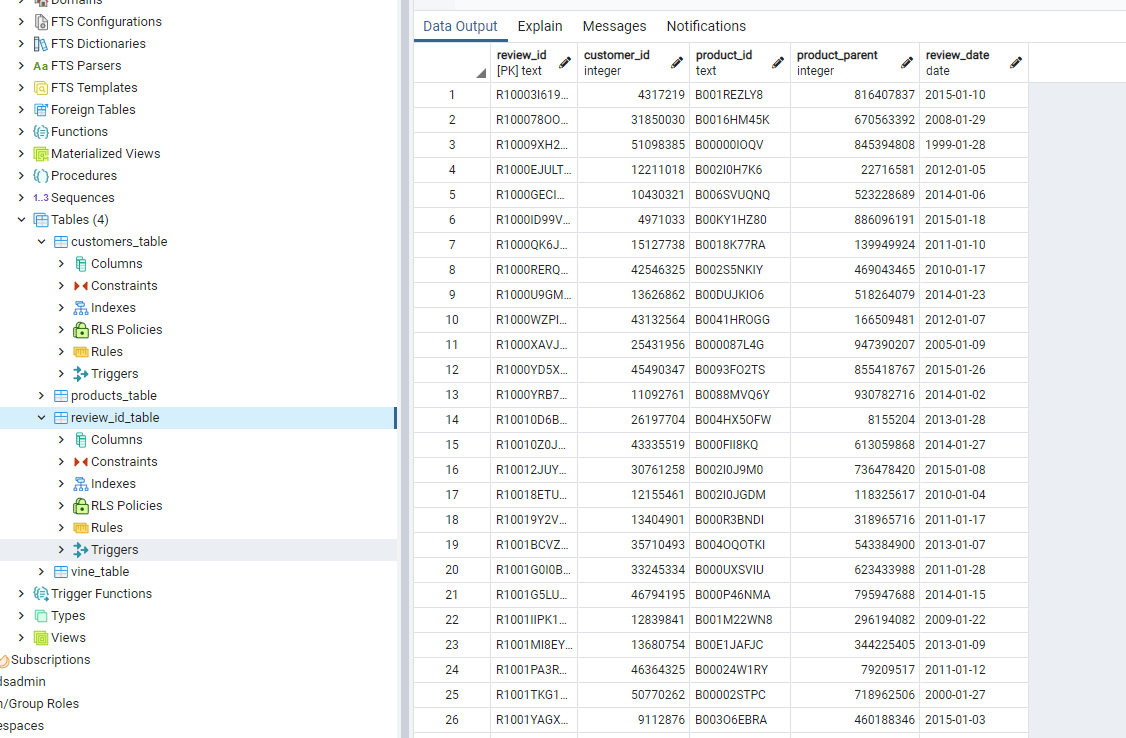 Domains
FTS Configurations
FTS Dictionaries
Aa FTS Parsers
FTS Templates
Foreign Tables
Functions
Materialized Views
Procedures
1..3 Sequences
Tables (4)
customers_table
Columns
Constraints
Indexes
RLS Policies
Rules
Triggers
products_table
review_id_table
Columns
Constraints
Indexes
RLS Policies
Rules
Triggers
vine_table
Trigger Functions
Types
Views
Subscriptions
dsadmin
n/Group Roles
espaces
Data Output Explain Messages Notifications
review_id customer_id product_id product_parent review_date
[PK] text integer text integer date
1 R10003I619... 4317219 B001REZLY8 816407837 2015-01-10
2 R100078OO... 31850030 B0016HM45K 670563392 2008-01-29
3 R10009XH2... 51098385 B00000IOQV 845394808 1999-01-28
4 R1000EJULT... 12211018 B002I0H7K6 22716581 2012-01-05
5 R1000GECI... 10430321 B006SVUQNQ 523228689 2014-01-06
6 R1000ID99V... 4971033 B00KY1HZ80 886096191 2015-01-18
7 R1000QK6J... 15127738 B0018K77RA 139949924 2011-01-10
8 R1000RERQ... 42546325 B002S5NKIY 469043465 2010-01-17
9 R1000U9GM... 13626862 B00DUJKIO6 518264079 2014-01-23
10 R1000WZPI... 43132564 B0041HROGG 166509481 2012-01-07
11 R1000XAVJ... 25431956 B000087L4G 947390207 2005-01-09
12 R1000YD5X... 45490347 B0093FO2TS 855418767 2015-01-26
13 R1000YRB7... 11092761 B0088MVQ6Y 930782716 2014-01-02
14 R10010D6B... 26197704 B004HX5OFW 8155204 2013-01-28
15 R10010Z0J... 43335519 B000FII8KQ 613059868 2014-01-27
16 R10012JUY... 30761258 B002I0J9M0 736478420 2015-01-08
17 R10018ETU... 12155461 B002I0JGDM 118325617 2010-01-04
18 R10019Y2V... 13404901 B000R3BNDI 318965716 2011-01-17
19 R1001BCVZ... 35710493 B004OQOTKI 543384900 2013-01-07
20 R1001G0I0B... 33245334 B000UXSVIU 623433988 2011-01-28
21 R1001G5LU... 46794195 B000P46NMA 795947688 2014-01-15
22 R1001IIPK1... 12839841 B001M22WN8 296194082 2009-01-22
23 R1001MI8EY... 13680754 B00E1JAFJC 344225405 2013-01-09
24 R1001PA3R... 46364325 B00024W1RY 79209517 2011-01-12
25 R1001TKG1... 50770262 B00002STPC 718962506 2000-01-27
26 R1001YAGX... 9112876 B003O6EBRA 460188346 2015-01-03